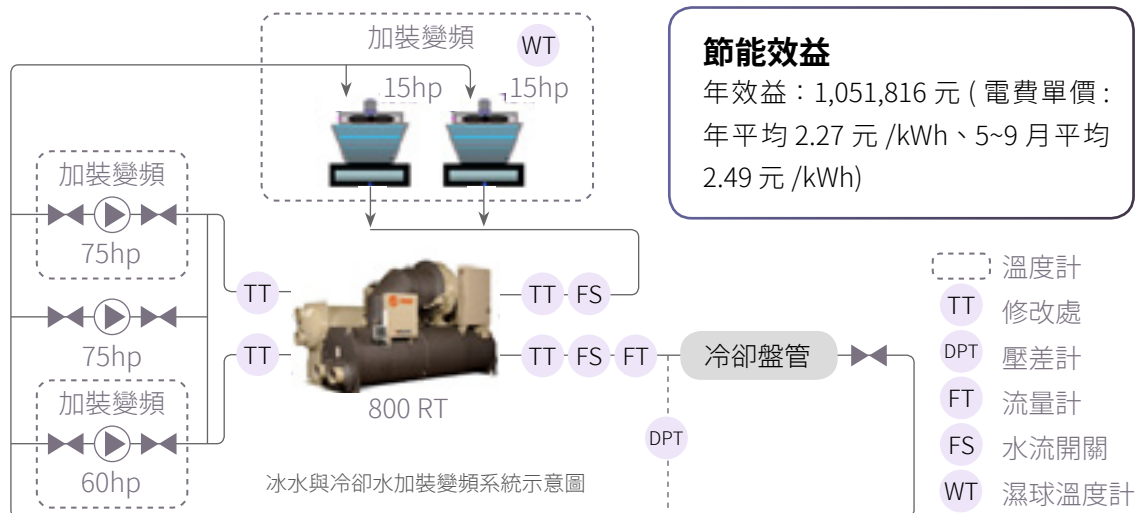 加裝變頻
WT
15hp
15hp
節能效益
年效益：1,051,816 元 ( 電費單價 :
年平均 2.27 元 /kWh、5~9 月平均
2.49 元 /kWh)
加裝變頻
75hp
75hp
加裝變頻
60hp
TT
TT
TT
FS
TT
FS
FT
800 RT
冷卻盤管
DPT
冰水與冷卻水加裝變頻系統示意圖
溫度計
TT 修改處
DPT 壓差計
FT 流量計
FS 水流開關
WT 濕球溫度計